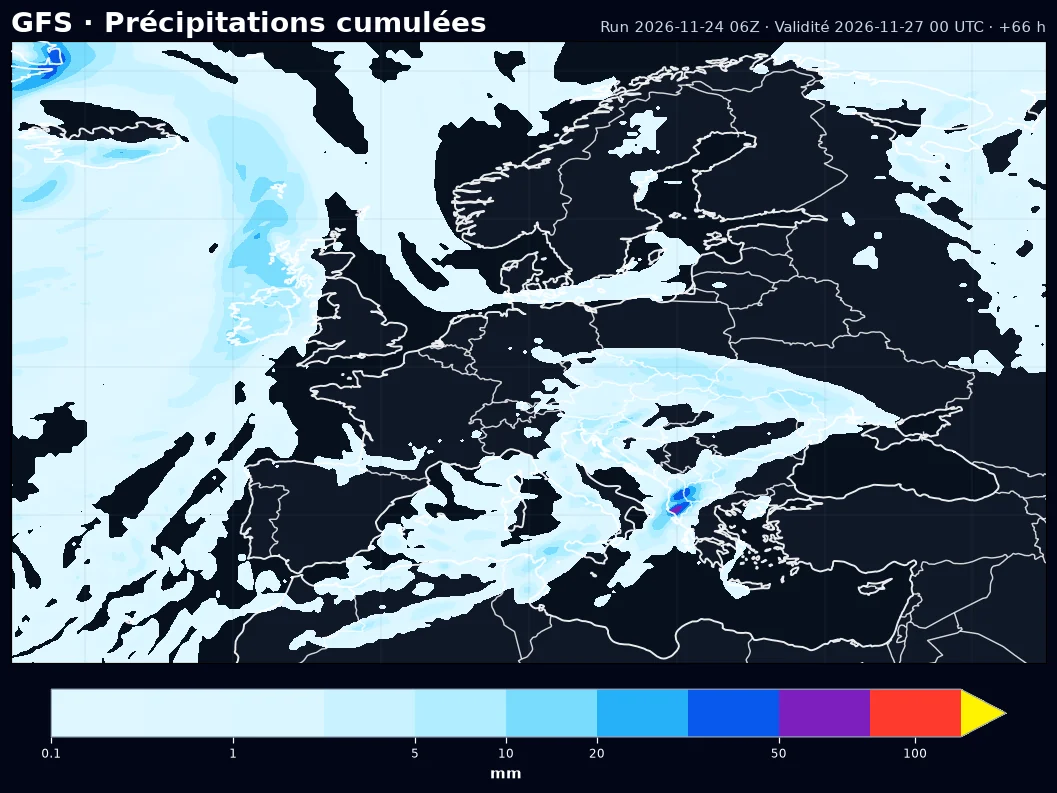 GFS · Précipitations cumulées
Run 2026-11-24 06Z · Validité 2026-11-27 00 UTC · +66 h
0.1 1 5 10 20 50 100
mm